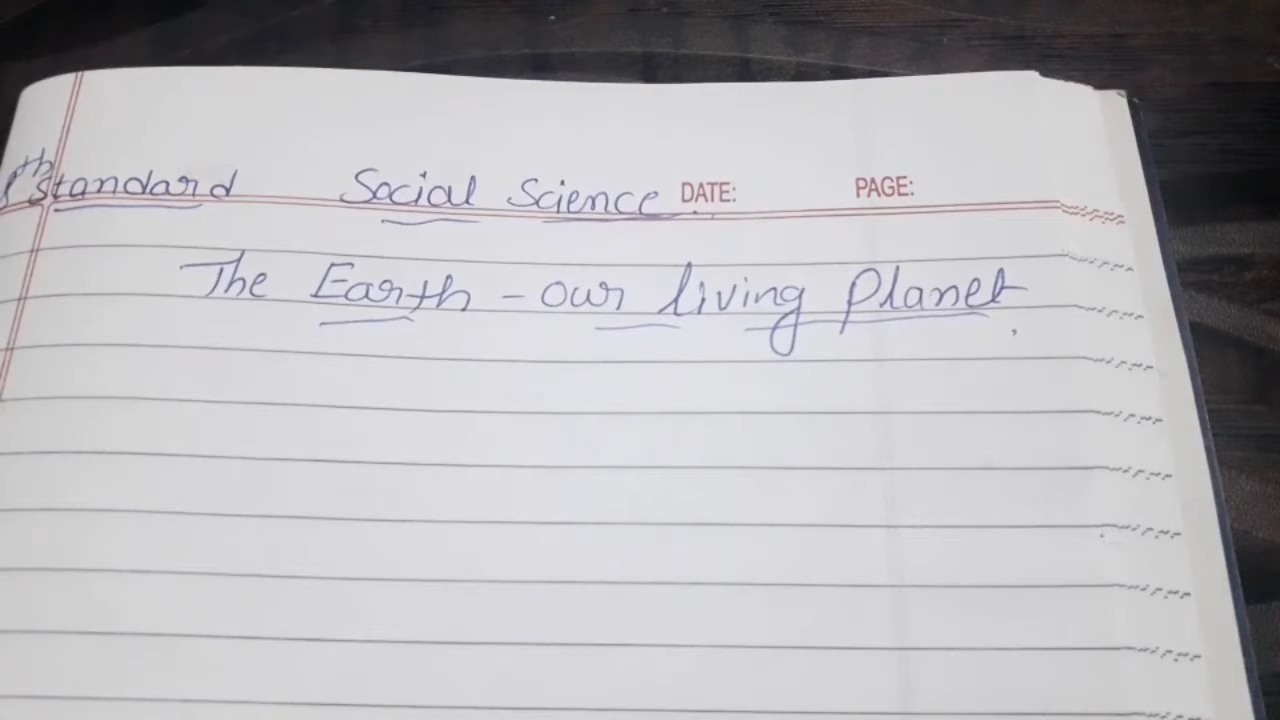 th Standard Social Science DATE: PAGE:
The Earth - our living planet